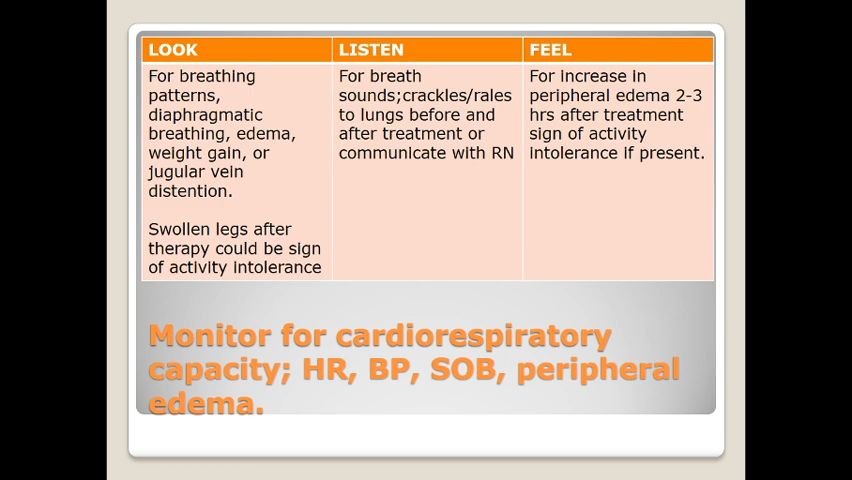 LOOK
LISTEN
FEEL
For breathing
patterns,
diaphragmatic
breathing, edema,
weight gain, or
jugular vein
distention.
Swollen legs after
therapy could be sign
of activity intolerance
For breath
sounds;crackles/rales
to lungs before and
after treatment or
communicate with RN
For increase in
peripheral edema 2-3
hrs after treatment
sign of activity
intolerance if present.
Monitor for cardiorespiratory
capacity; HR, BP, SOB, peripheral
edema.